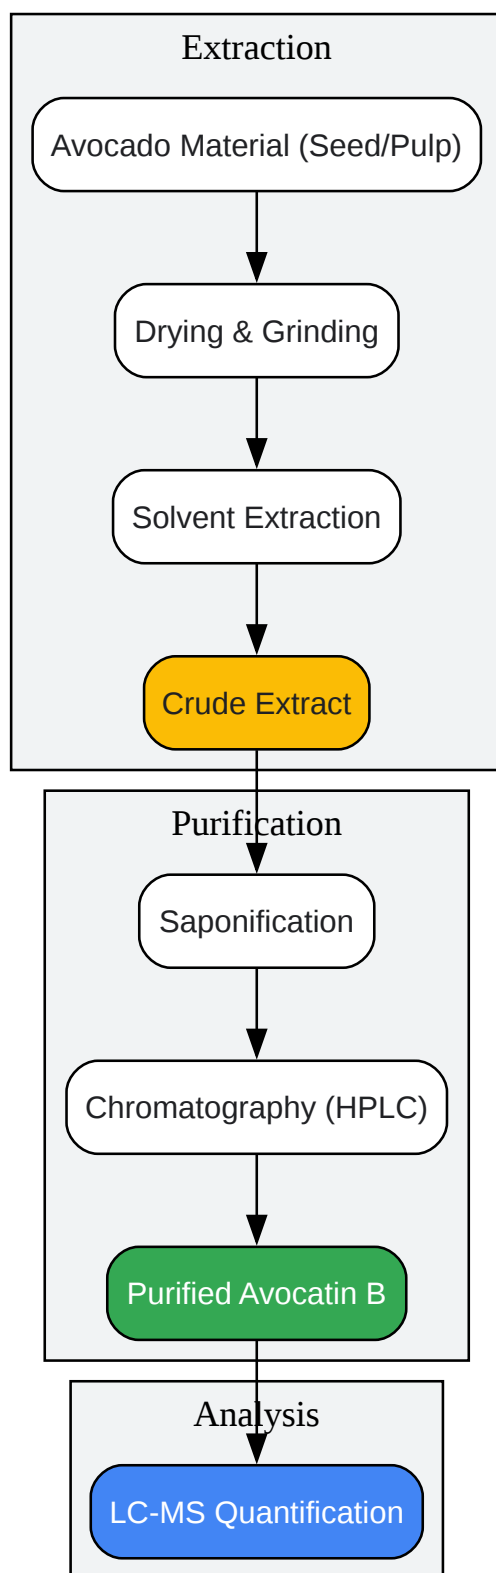 Extraction
Avocado Material (Seed/Pulp)
Drying & Grinding
Solvent Extraction
Crude Extract
Purification
Saponification
Chromatography (HPLC)
Purified Avocatin B
Analysis
LC-MS Quantification